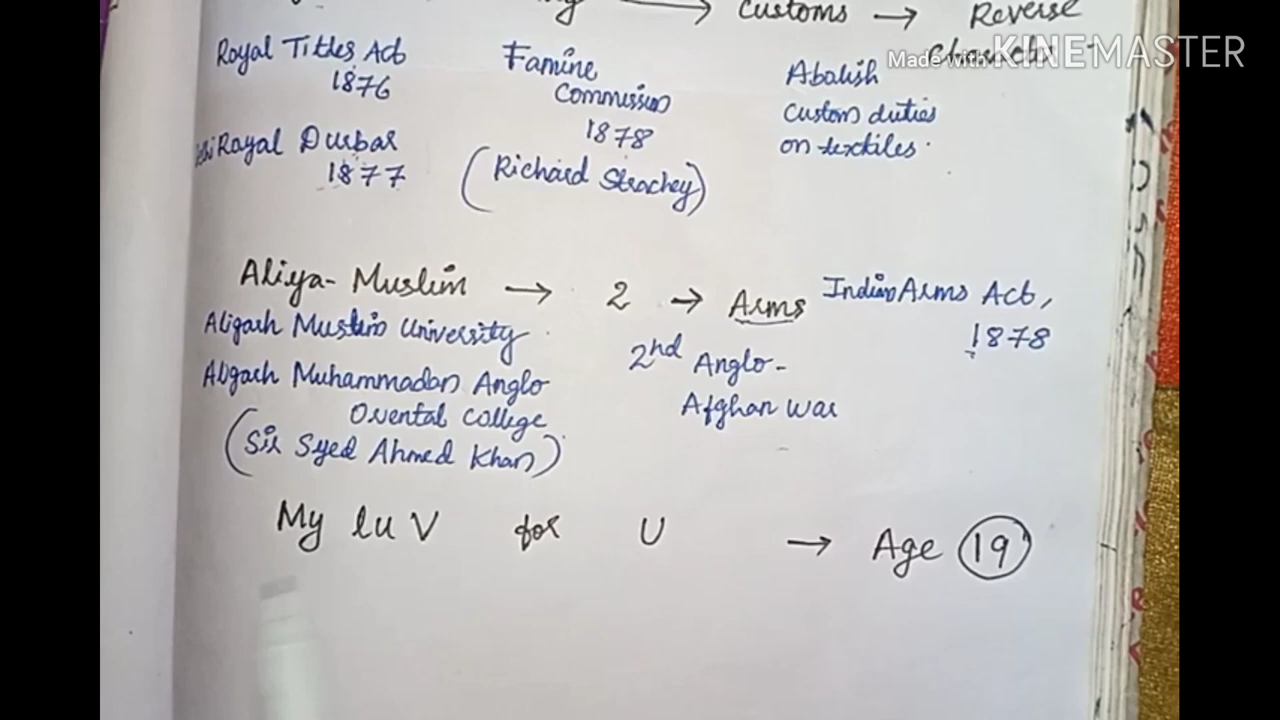 Customs → Reverse
Royal Titles Act
1876
Famine
Commission
1878
(Richard Strachey)
Abolish
custom duties
on textiles.
Made with KINEMASTER
Royal Durbar
1877
Aliya- Muslim → 2 → Arms
Indian Arms Act,
1878
Aligarh Muslim University
Aligarh Muhammadan Anglo
Oriental College
(Sir Syed Ahmed Khan)
2nd Anglo-
Afghan War
My luV for U → Age 19